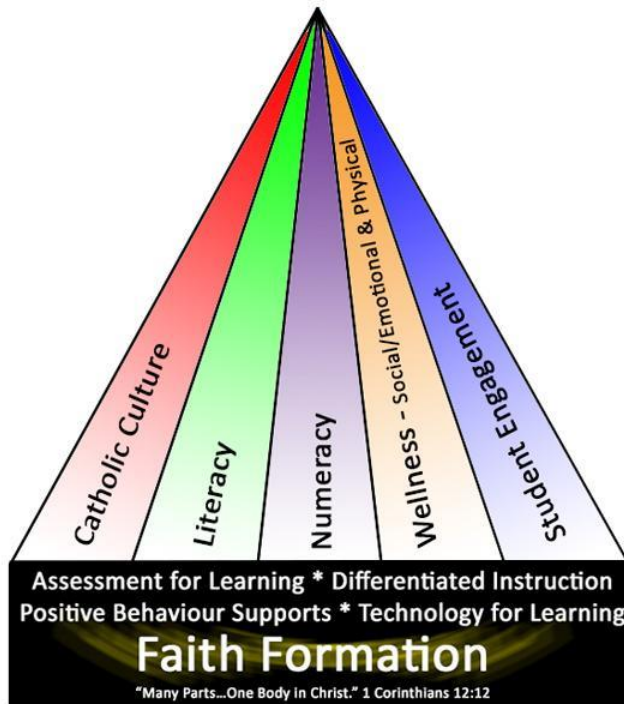 Catholic Culture
Literacy
Numeracy
Wellness - Social/Emotional & Physical
Student Engagement
Assessment for Learning * Differentiated Instruction
Positive Behaviour Supports * Technology for Learning
Faith Formation
“Many Parts...One Body in Christ.” 1 Corinthians 12:12